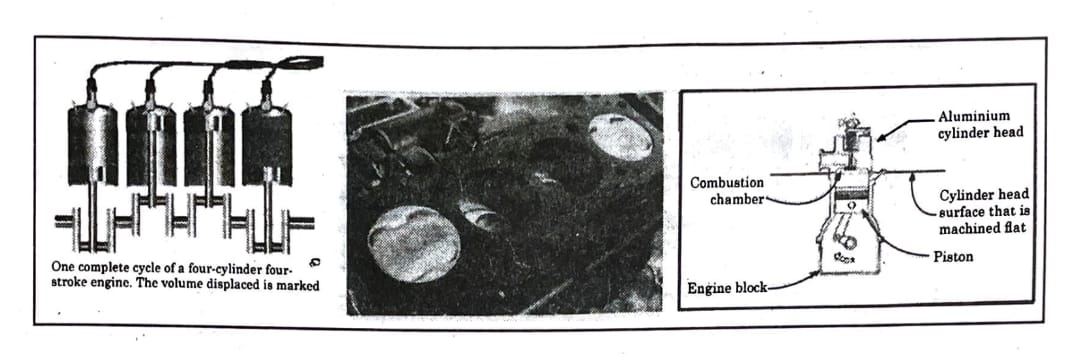 One complete cycle of a four-cylinder four-
stroke engine. The volume displaced is marked
Aluminium
cylinder head
Combustion
chamber
Cylinder head
surface that is
machined flat
Piston
Engine block